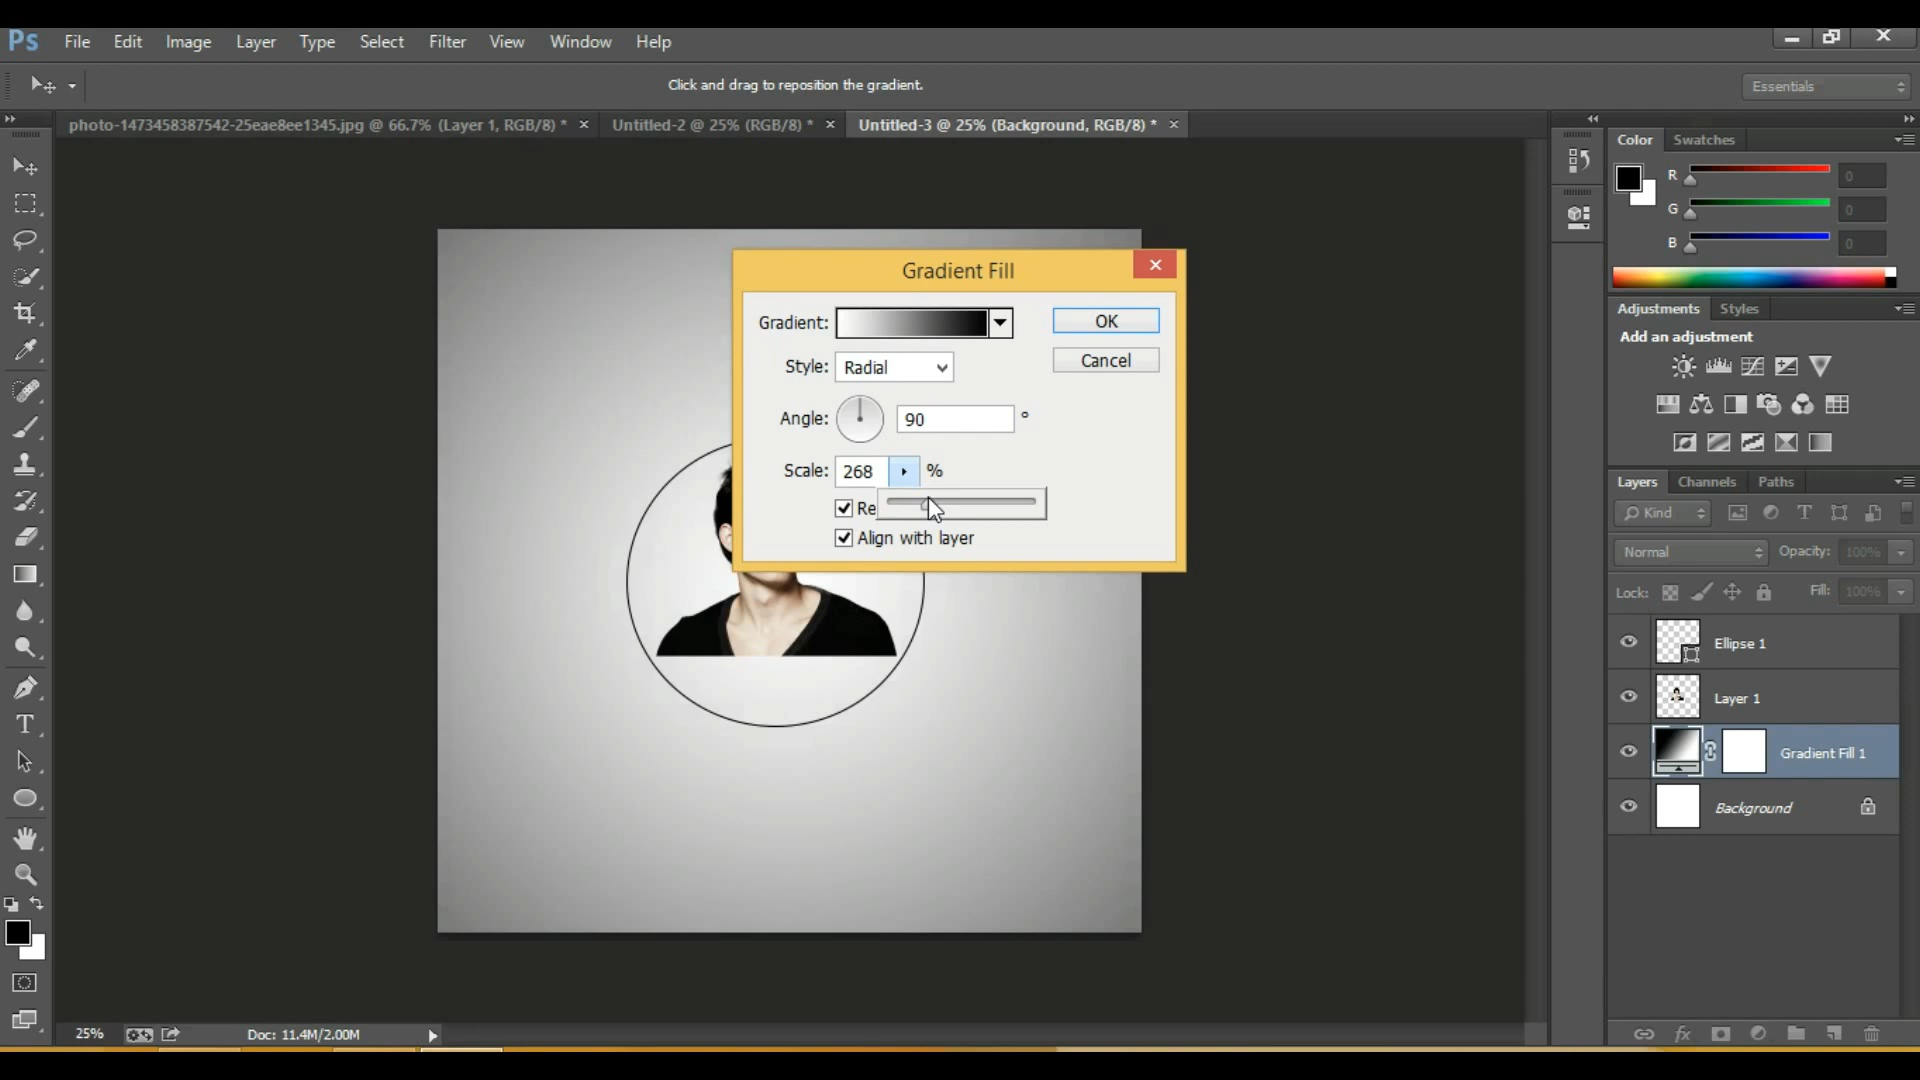 Ps File Edit Image Layer Type Select Filter View Window Help
Click and drag to reposition the gradient.
Essentials
photo-1473458387542-25eae8ee1345.jpg @ 66.7% (Layer 1, RGB/8) * ×
Untitled-2 @ 25% (RGB/8) * ×
Untitled-3 @ 25% (Background, RGB/8) * ×
Color Swatches
R 0
G 0
B 0
Gradient Fill
Gradient:
OK
Style: Radial
Cancel
Angle: 90 °
Scale: 268 %
Re
Align with layer
Adjustments Styles
Add an adjustment
Layers Channels Paths
Kind
Normal Opacity: 100%
Lock: Fill: 100%
Ellipse 1
Layer 1
Gradient Fill 1
Background
fx
T
25%
Doc: 11.4M/2.00M